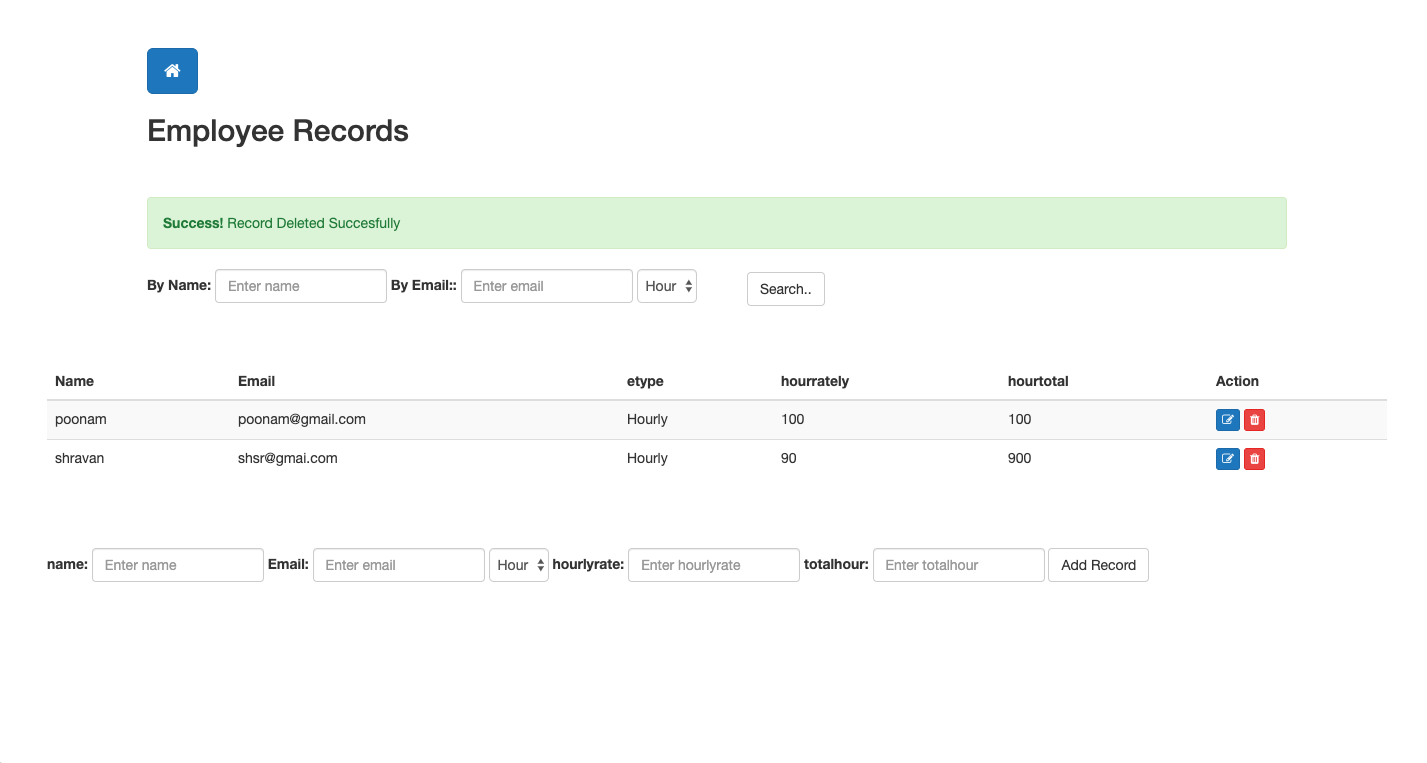 Employee Records
Success! Record Deleted Succesfully
By Name: Enter name By Email:: Enter email Hour Search..
Name Email etype hourrately hourtotal Action
poonam poonam@gmail.com Hourly 100 100
shravan shsr@gmai.com Hourly 90 900
name: Enter name Email: Enter email Hour hourlyrate: Enter hourlyrate totalhour: Enter totalhour Add Record